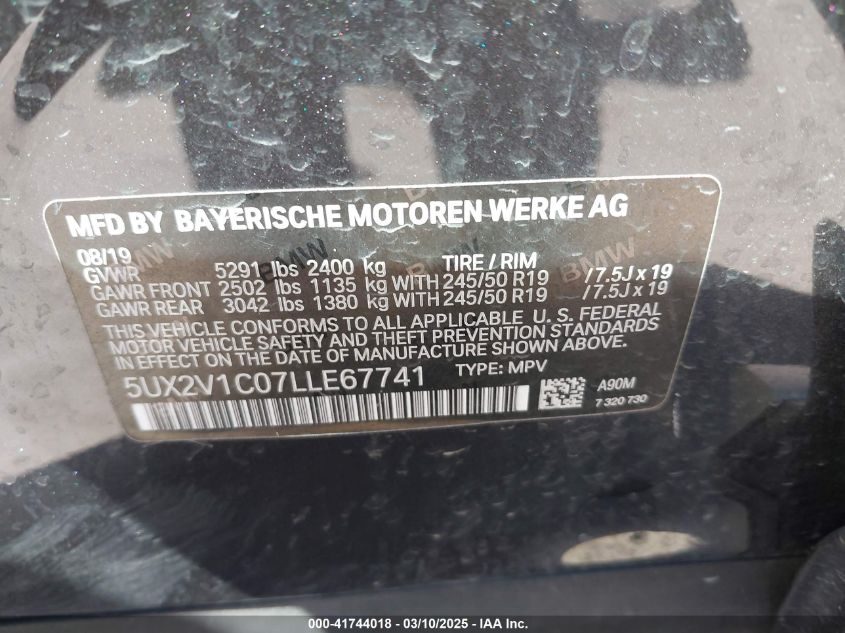 MFD BY BAYERISCHE MOTOREN WERKE AG
08/19
GVWR 5291 lbs 2400 kg TIRE / RIM
GAWR FRONT 2502 lbs 1135 kg WITH 245/50 R19 / 7.5J x 19
GAWR REAR 3042 lbs 1380 kg WITH 245/50 R19 / 7.5J x 19
THIS VEHICLE CONFORMS TO ALL APPLICABLE U. S. FEDERAL
MOTOR VEHICLE SAFETY AND THEFT PREVENTION STANDARDS
IN EFFECT ON THE DATE OF MANUFACTURE SHOWN ABOVE.
5UX2V1C07LLE67741 TYPE: MPV
A90M
7 320 730
BMW
BMW
BMW
000-41744018 — 03/10/2025 — IAA Inc.